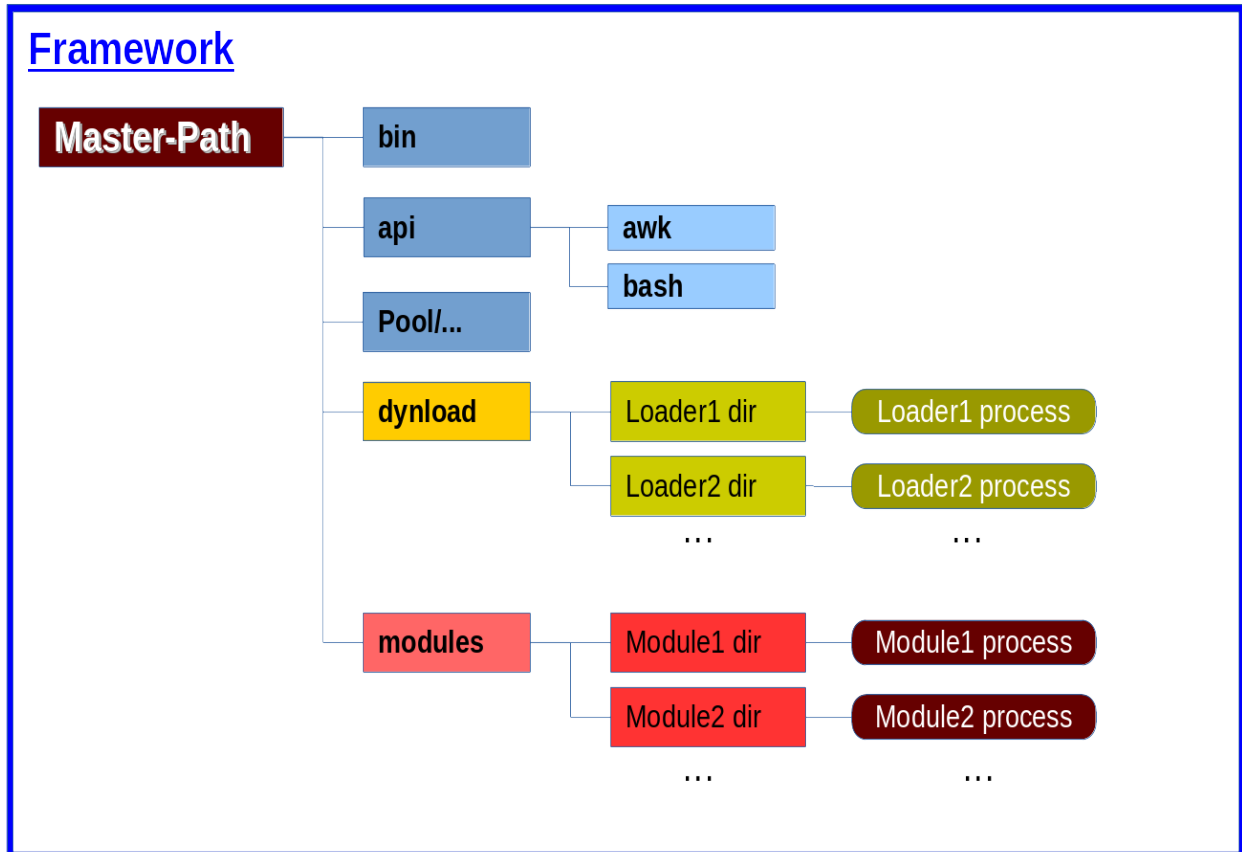 Framework
Master-Path
bin
api
awk
bash
Pool/...
dynload
Loader1 dir
Loader1 process
Loader2 dir
Loader2 process
...
...
modules
Module1 dir
Module1 process
Module2 dir
Module2 process
...
...